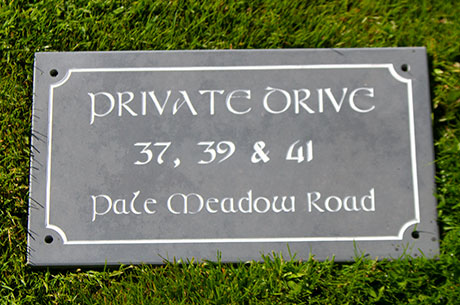 PRIVATE DRIVE
37, 39 & 41
Pale Meadow Road